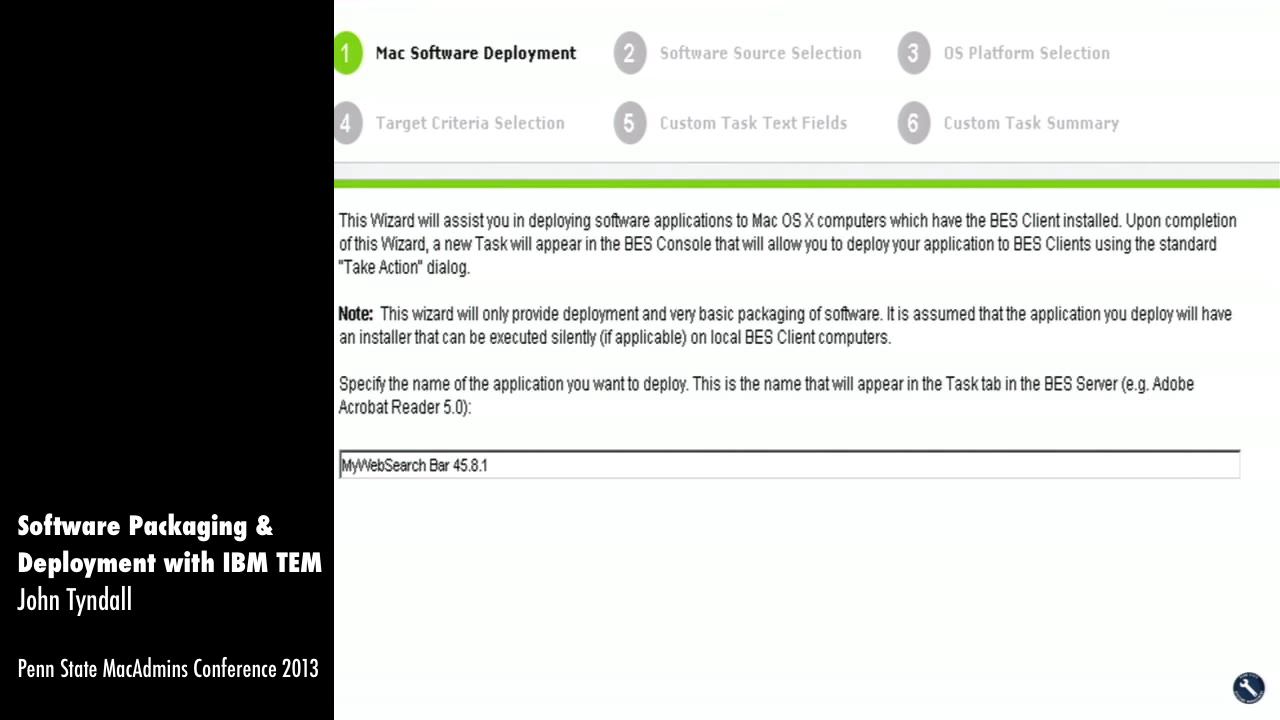 1 Mac Software Deployment 2 Software Source Selection 3 OS Platform Selection
4 Target Criteria Selection 5 Custom Task Text Fields 6 Custom Task Summary
This Wizard will assist you in deploying software applications to Mac OS X computers which have the BES Client installed. Upon completion
of this Wizard, a new Task will appear in the BES Console that will allow you to deploy your application to BES Clients using the standard
"Take Action" dialog.
Note: This wizard will only provide deployment and very basic packaging of software. It is assumed that the application you deploy will have
an installer that can be executed silently (if applicable) on local BES Client computers.
Specify the name of the application you want to deploy. This is the name that will appear in the Task tab in the BES Server (e.g. Adobe
Acrobat Reader 5.0):
MyWebSearch Bar 45.8.1
Software Packaging &
Deployment with IBM TEM
John Tyndall
Penn State MacAdmins Conference 2013